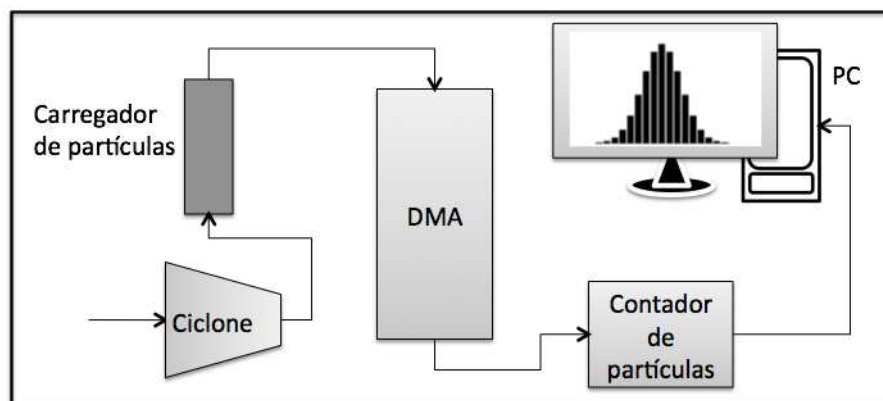 Carregador
de partículas
Ciclone
DMA
Contador
de
partículas
PC